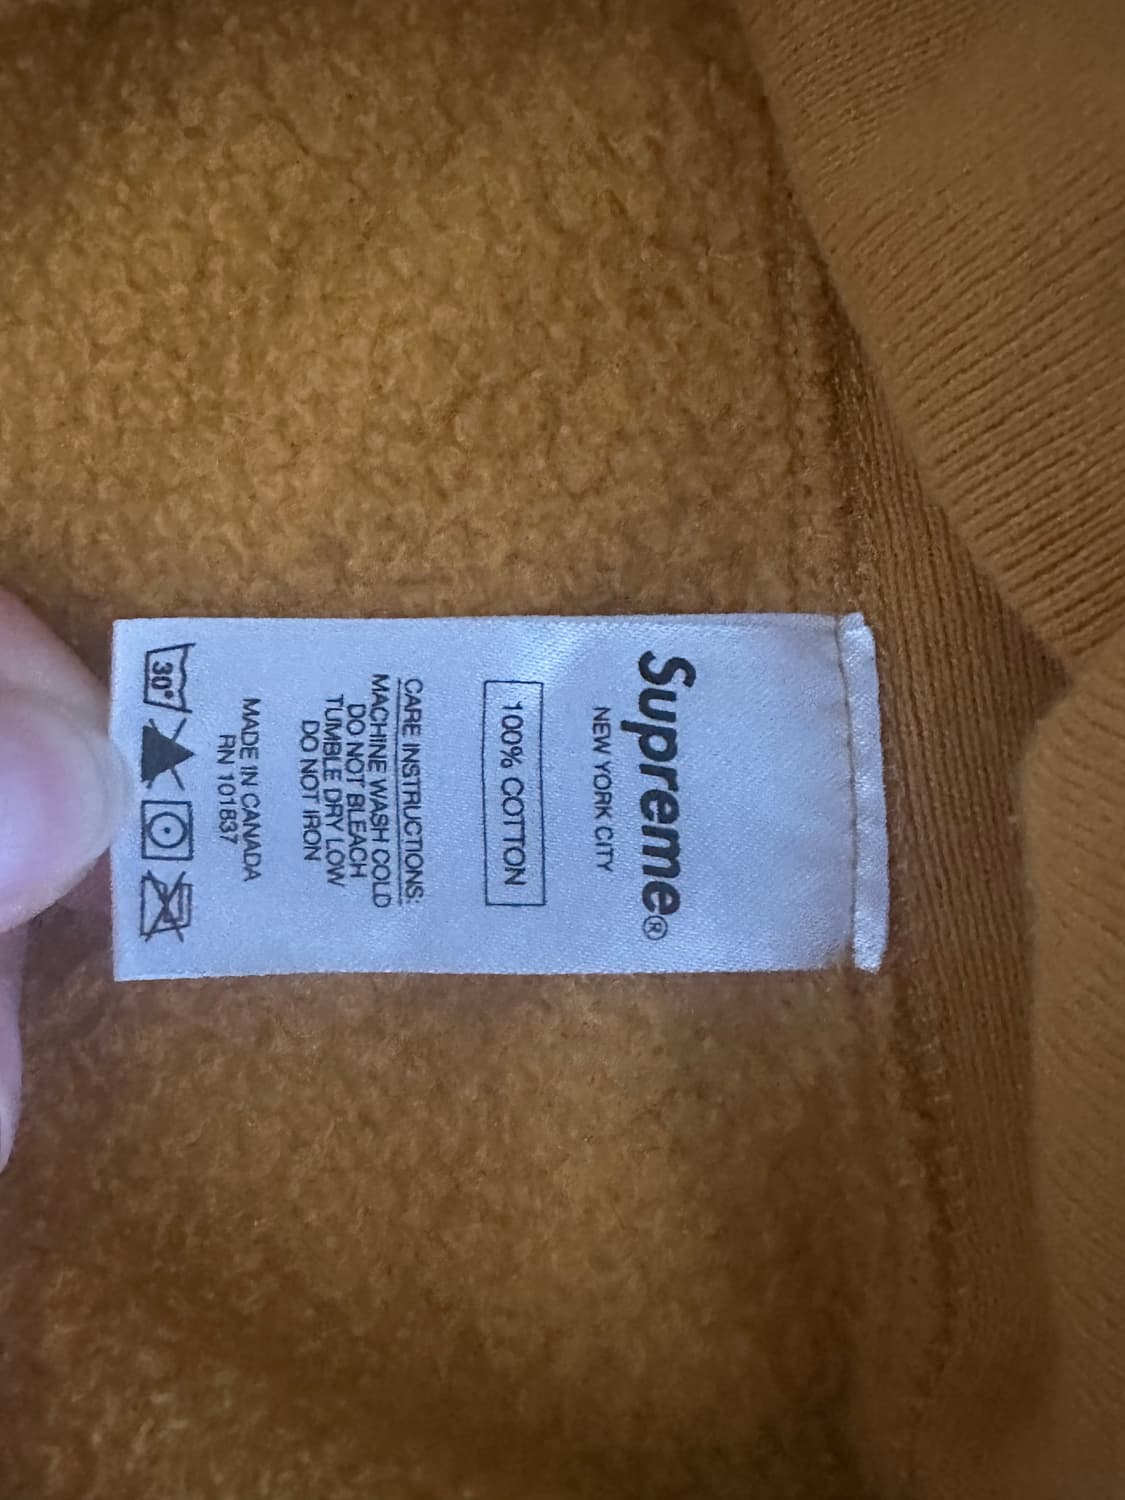 Supreme®
NEW YORK CITY
100% COTTON
CARE INSTRUCTIONS:
MACHINE WASH COLD
DO NOT BLEACH
TUMBLE DRY LOW
DO NOT IRON
MADE IN CANADA
RN 101837
30°